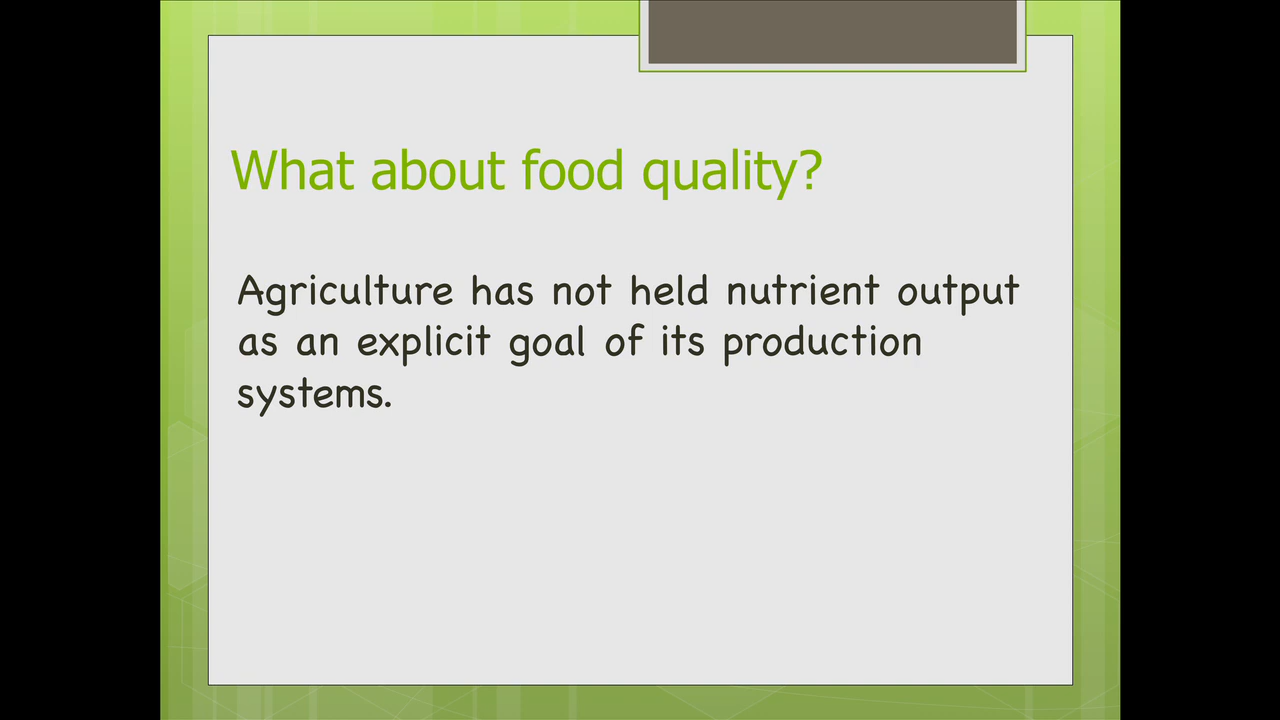 What about food quality?
Agriculture has not held nutrient output
as an explicit goal of its production
systems.